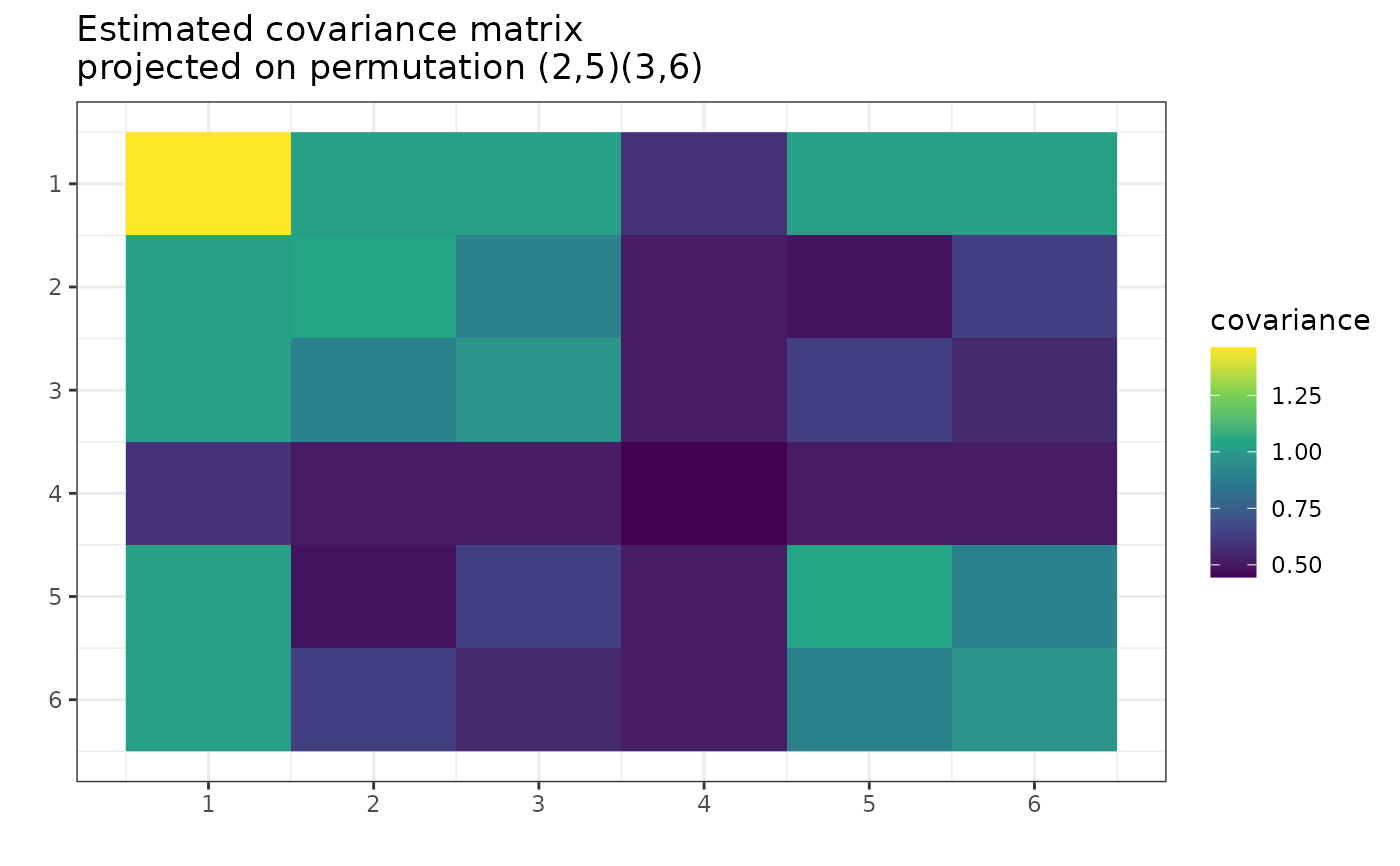 Estimated covariance matrix
projected on permutation (2,5)(3,6)
1
2
3
4
5
6
1 2 3 4 5 6
covariance
1.25
1.00
0.75
0.50